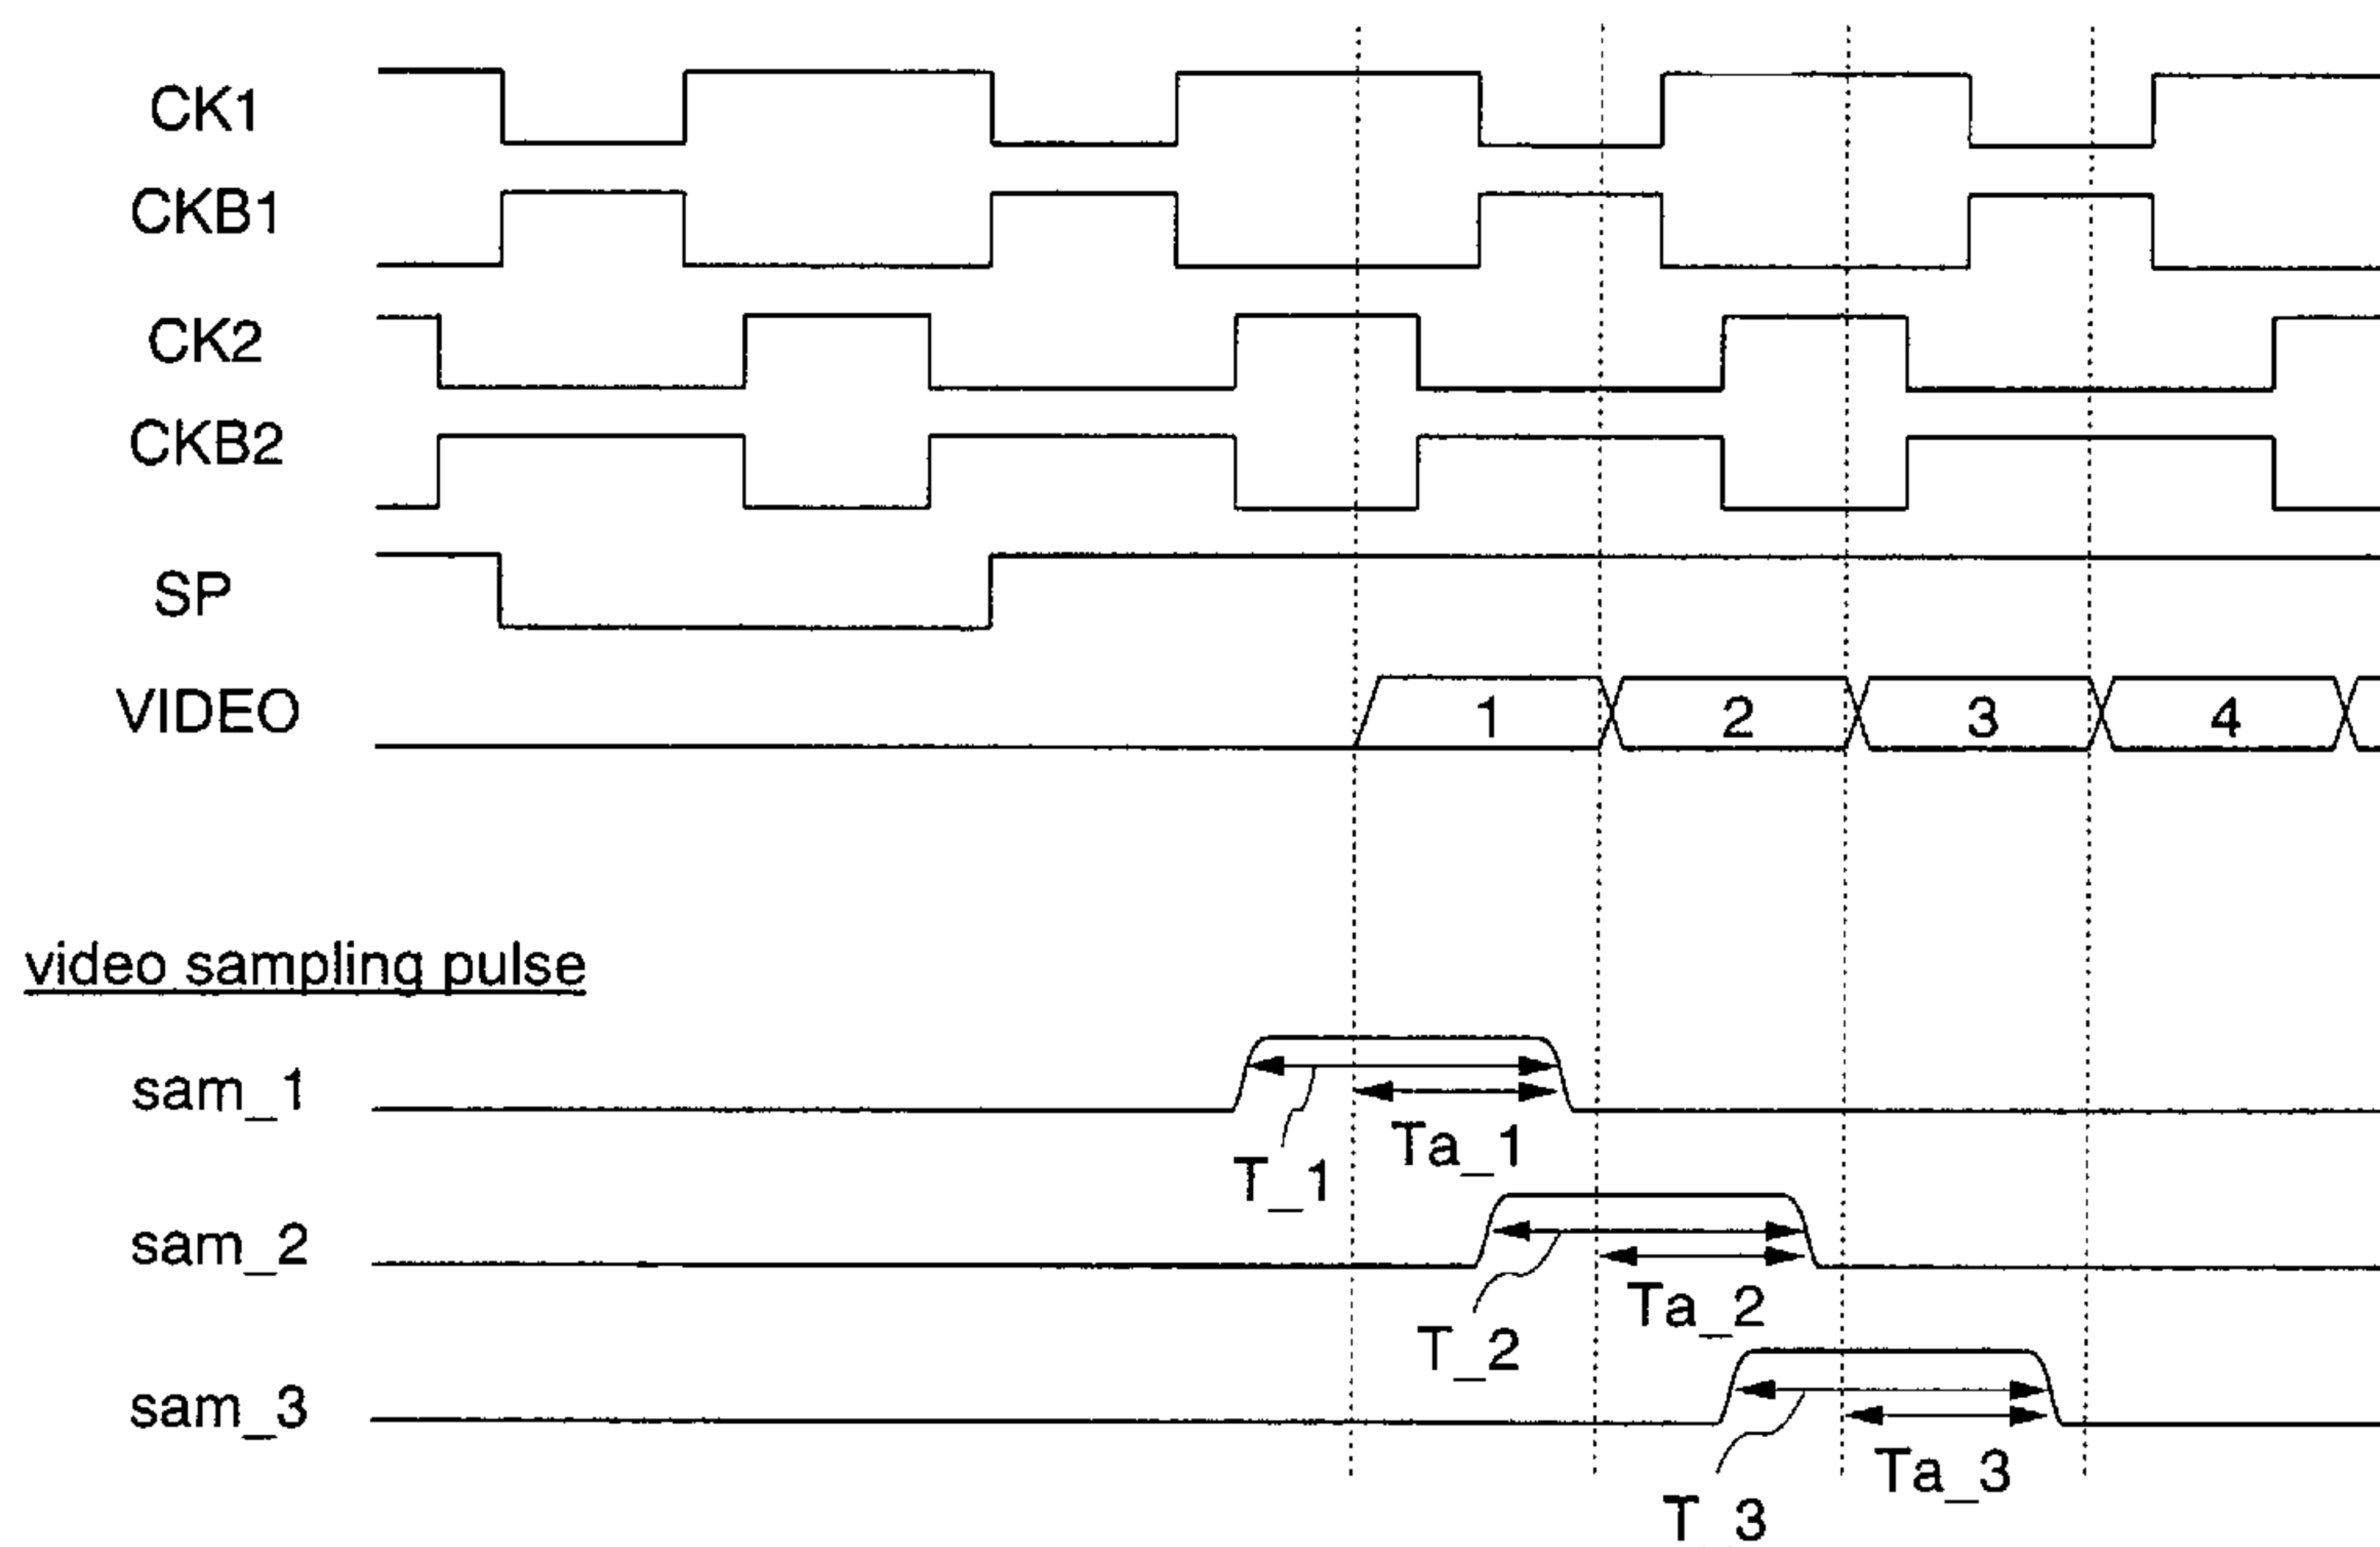 CK1
CKB1
CK2
CKB2
SP
VIDEO
1 2 3 4
video sampling pulse
sam_1
T_1
Ta_1
sam_2
T_2
Ta_2
sam_3
T_3
Ta_3